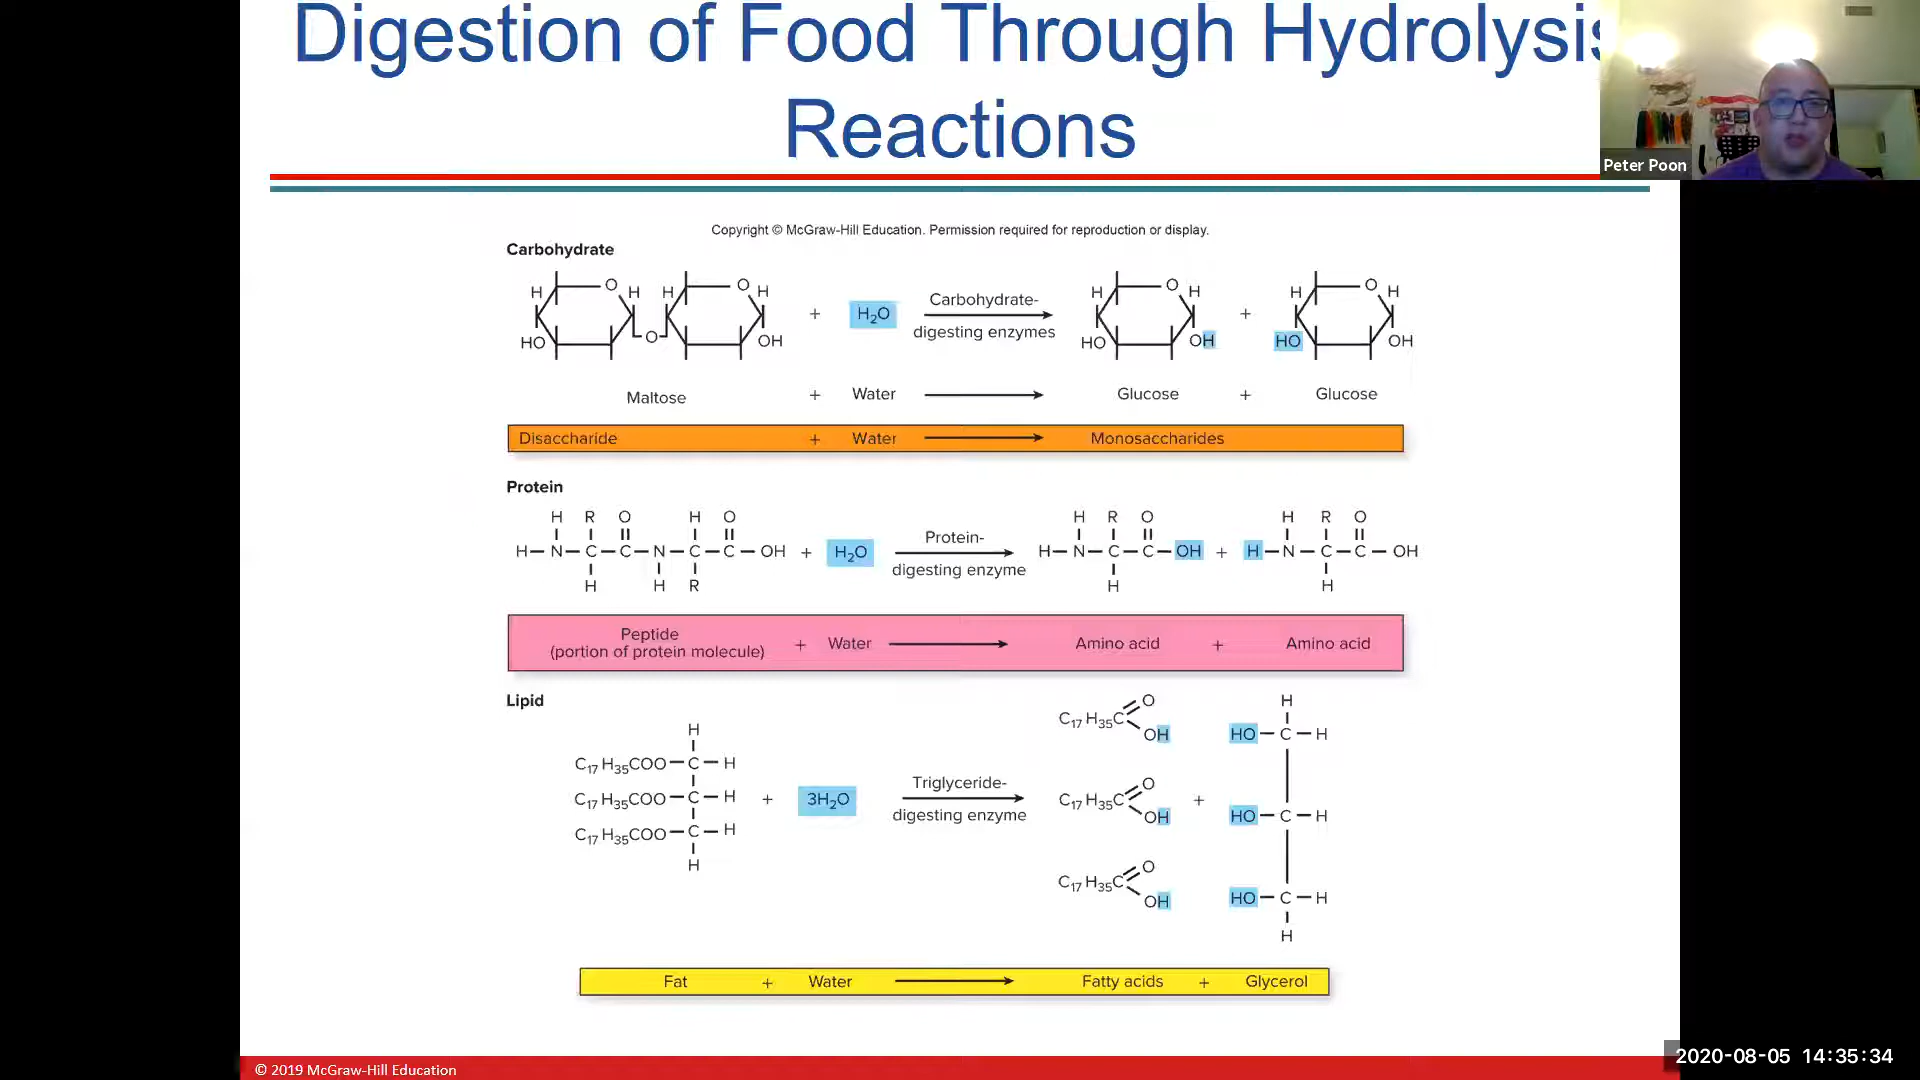 Digestion of Food Through Hydrolysis
Reactions
Peter Poon
Copyright © McGraw-Hill Education. Permission required for reproduction or display.
Carbohydrate
H O H H O H
HO O OH
+ H₂O
Carbohydrate-
digesting enzymes
H O H
HO OH
+
H O H
HO OH
Maltose + Water Glucose + Glucose
Disaccharide + Water Monosaccharides
Protein
H R O H O
H—N—C—C—N—C—C—OH + H₂O
H H R
Protein-
digesting enzyme
H R O H R O
H—N—C—C—OH + H—N—C—C—OH
H H
Peptide
(portion of protein molecule) + Water Amino acid + Amino acid
Lipid
H
C₁₇H₃₅COO—C—H
C₁₇H₃₅COO—C—H
C₁₇H₃₅COO—C—H
H
+ 3H₂O
Triglyceride-
digesting enzyme
O
C₁₇H₃₅C
OH
O
C₁₇H₃₅C
OH
O
C₁₇H₃₅C
OH
+
H
HO—C—H
HO—C—H
HO—C—H
H
Fat + Water Fatty acids + Glycerol
© 2019 McGraw-Hill Education
2020-08-05 14:35:34